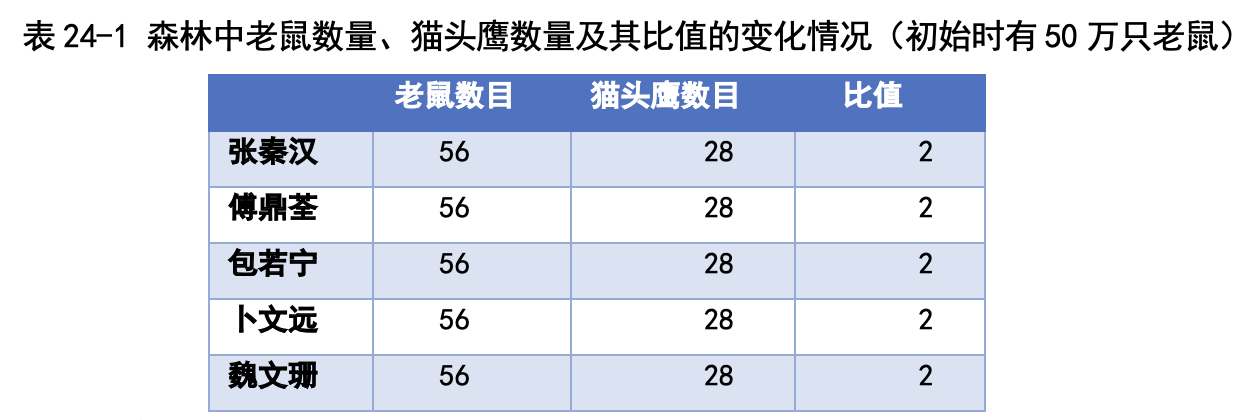 表 24-1 森林中老鼠数量、猫头鹰数量及其比值的变化情况（初始时有 50 万只老鼠）
老鼠数目 猫头鹰数目 比值
张秦汉 56 28 2
傅鼎荃 56 28 2
包若宁 56 28 2
卜文远 56 28 2
魏文珊 56 28 2